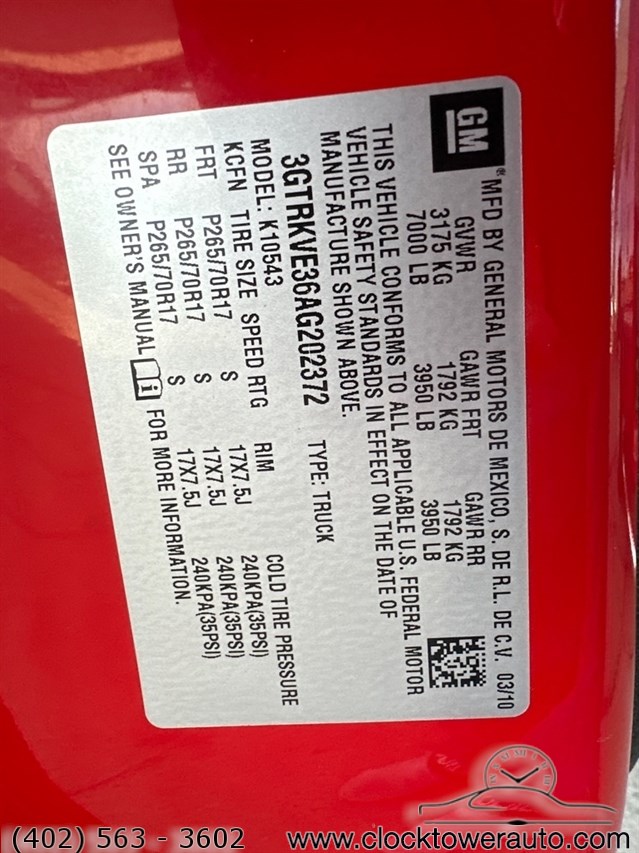 GM
®MFD BY GENERAL MOTORS DE MEXICO, S. DE R.L. DE C.V. 03/10
GVWR GAWR FRT GAWR RR
3175 KG 1792 KG 1792 KG
7000 LB 3950 LB 3950 LB
THIS VEHICLE CONFORMS TO ALL APPLICABLE U.S. FEDERAL MOTOR
VEHICLE SAFETY STANDARDS IN EFFECT ON THE DATE OF
MANUFACTURE SHOWN ABOVE.
3GTRKVE36AG202372 TYPE: TRUCK
MODEL: K10543
KCFN TIRE SIZE SPEED RTG RIM COLD TIRE PRESSURE
FRT P265/70R17 S 17X7.5J 240KPA(35PSI)
RR P265/70R17 S 17X7.5J 240KPA(35PSI)
SPA P265/70R17 S 17X7.5J 240KPA(35PSI)
SEE OWNER'S MANUAL i FOR MORE INFORMATION.
(402) 563 - 3602 www.clocktowerauto.com